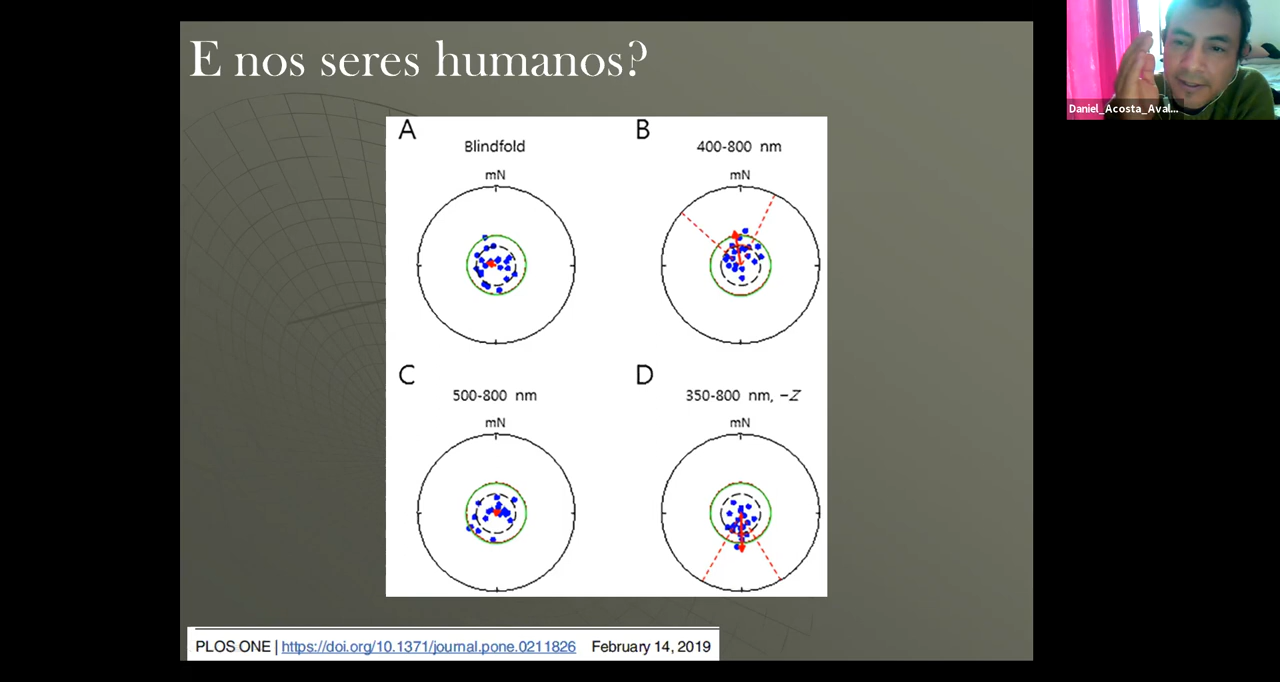 E nos seres humanos?
Daniel_Acosta_Aval...
A
Blindfold
mN
B
400-800 nm
mN
C
500-800 nm
mN
D
350-800 nm, −Z
mN
PLOS ONE | https://doi.org/10.1371/journal.pone.0211826 February 14, 2019